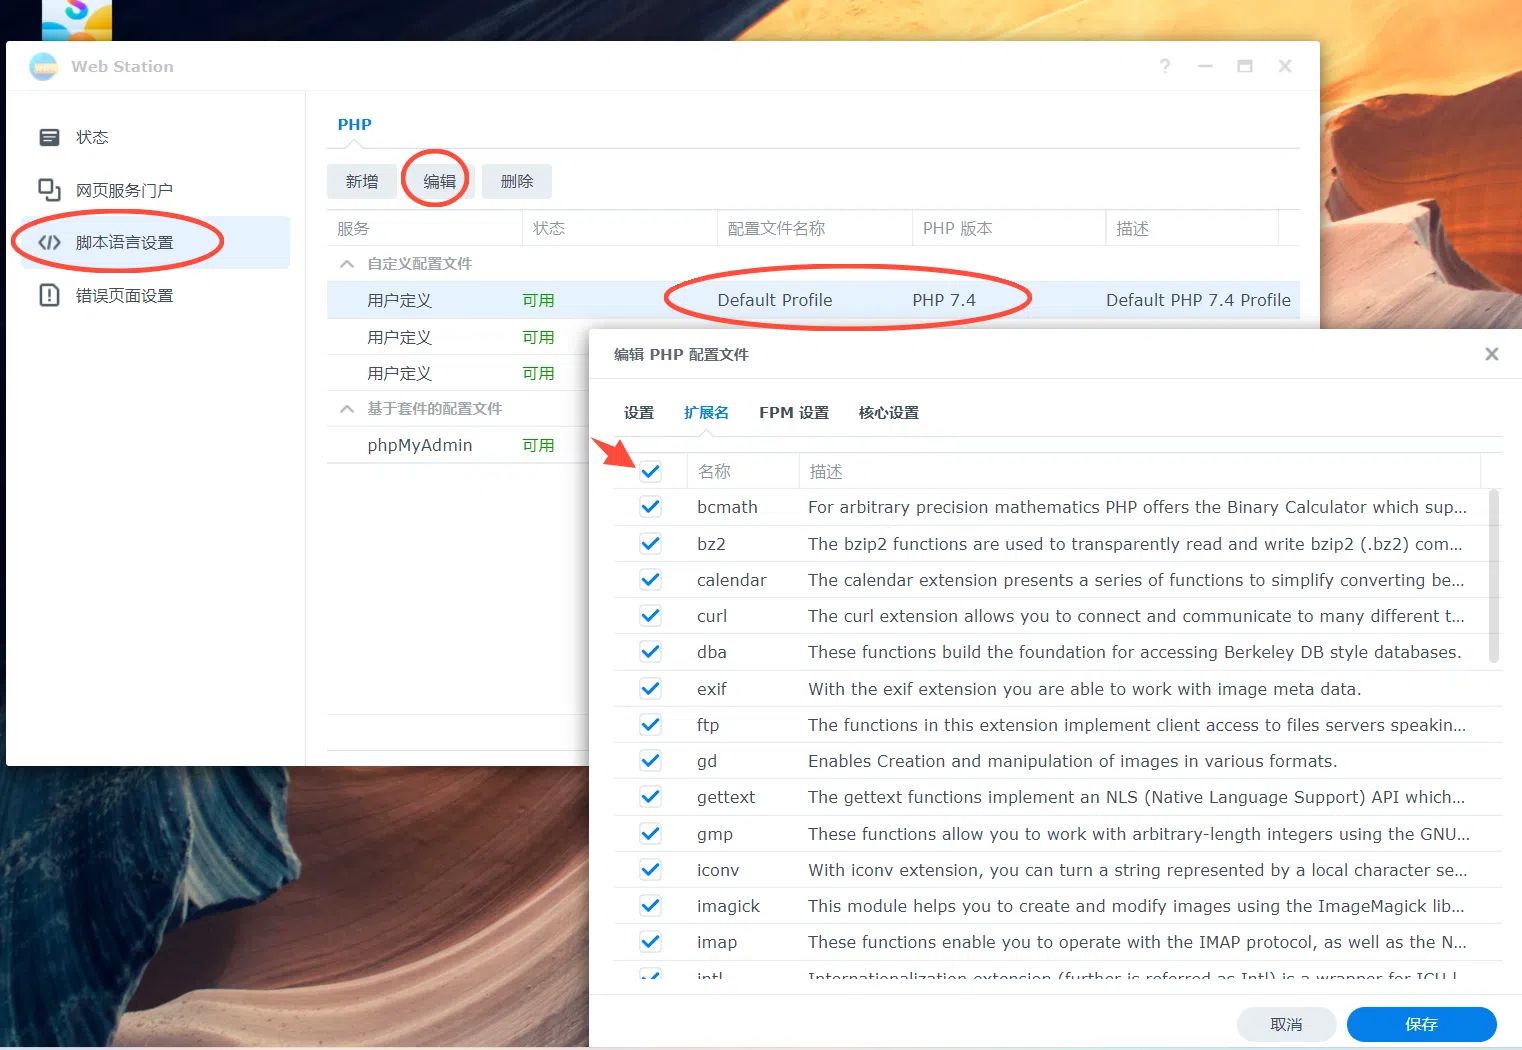 Web Station
状态
网页服务门户
脚本语言设置
错误页面设置
PHP
新增 编辑 删除
服务 状态 配置文件名称 PHP 版本 描述
自定义配置文件
用户定义 可用 Default Profile PHP 7.4 Default PHP 7.4 Profile
用户定义 可用
用户定义 可用
基于套件的配置文件
phpMyAdmin 可用
编辑 PHP 配置文件
设置 扩展名 FPM 设置 核心设置
名称 描述
bcmath For arbitrary precision mathematics PHP offers the Binary Calculator which sup...
bz2 The bzip2 functions are used to transparently read and write bzip2 (.bz2) com...
calendar The calendar extension presents a series of functions to simplify converting be...
curl The curl extension allows you to connect and communicate to many different t...
dba These functions build the foundation for accessing Berkeley DB style databases.
exif With the exif extension you are able to work with image meta data.
ftp The functions in this extension implement client access to files servers speakin...
gd Enables Creation and manipulation of images in various formats.
gettext The gettext functions implement an NLS (Native Language Support) API which...
gmp These functions allow you to work with arbitrary-length integers using the GNU...
iconv With iconv extension, you can turn a string represented by a local character se...
imagick This module helps you to create and modify images using the ImageMagick lib...
imap These functions enable you to operate with the IMAP protocol, as well as the N...
intl Internationalization extension (further is referred as Intl) is a wrapper for ICU l
取消 保存